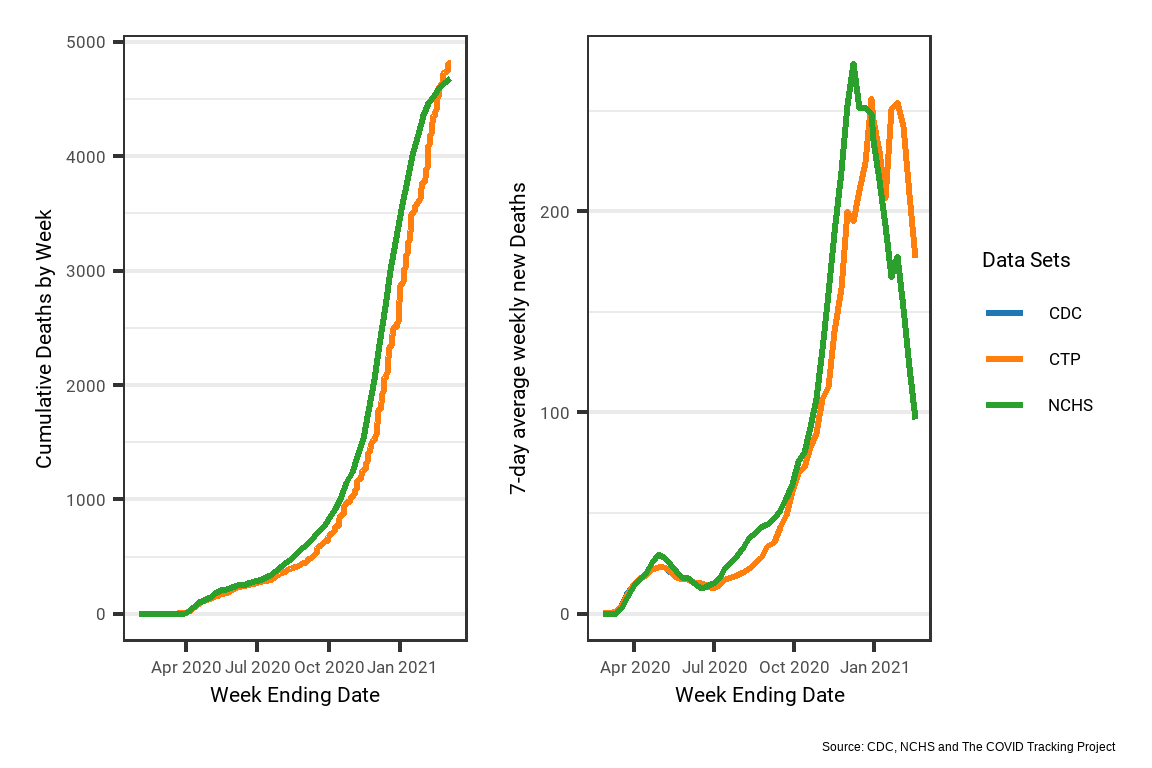 5000
4000
3000
2000
1000
0
Cumulative Deaths by Week
Apr 2020 Jul 2020 Oct 2020 Jan 2021
Week Ending Date
200
100
0
7-day average weekly new Deaths
Apr 2020 Jul 2020 Oct 2020 Jan 2021
Week Ending Date
Data Sets
CDC
CTP
NCHS
Source: CDC, NCHS and The COVID Tracking Project